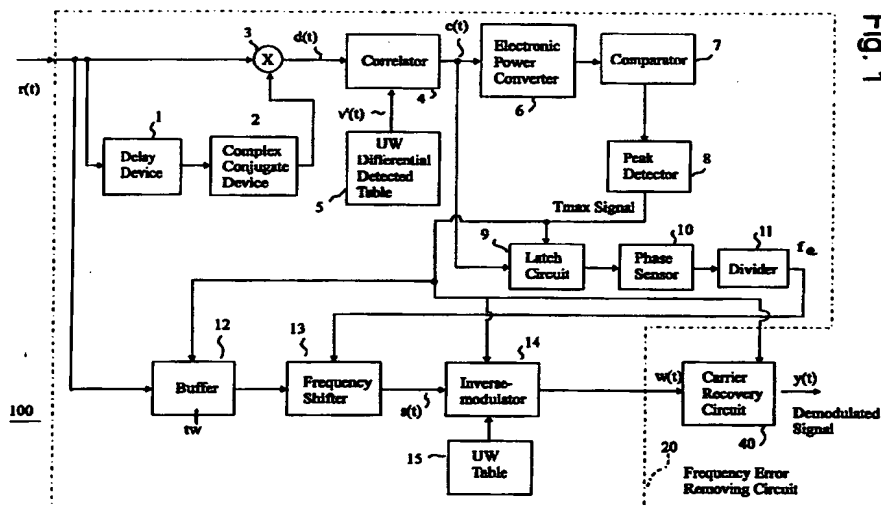 Fig. 1
3
d(t)
c(t)
r(t)
X
Correlator
4
Electronic
Power
Converter
6
Comparator
7
v'(t)
1
Delay
Device
2
Complex
Conjugate
Device
UW
Differential
Detected
Table
5
Peak
Detector
8
Tmax Signal
9
Latch
Circuit
10
Phase
Sensor
11
Divider
fe
12
Buffer
tw
13
Frequency
Shifter
s(t)
14
Inverse-
modulator
w(t)
Carrier
Recovery
Circuit
40
y(t)
Demodulated
Signal
100
15
UW
Table
20
Frequency Error
Removing Circuit